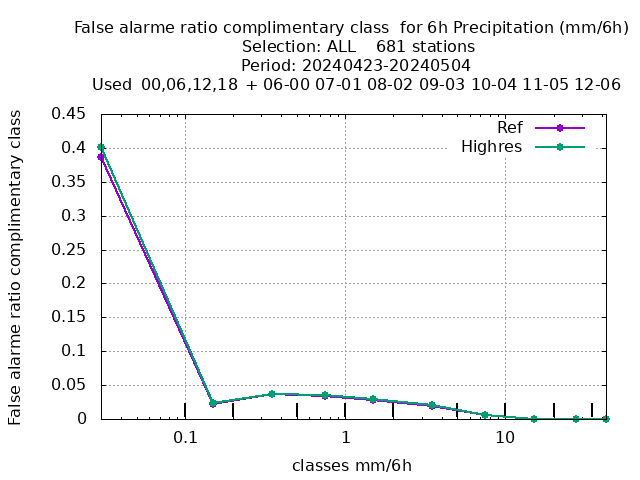 False alarme ratio complimentary class  for 6h Precipitation (mm/6h)
Selection: ALL    681 stations
Period: 20240423-20240504
Used  00,06,12,18  + 06-00 07-01 08-02 09-03 10-04 11-05 12-06
False alarme ratio complimentary class
0.45
0.4
0.35
0.3
0.25
0.2
0.15
0.1
0.05
0
Ref
Highres
0.1
1
10
classes mm/6h